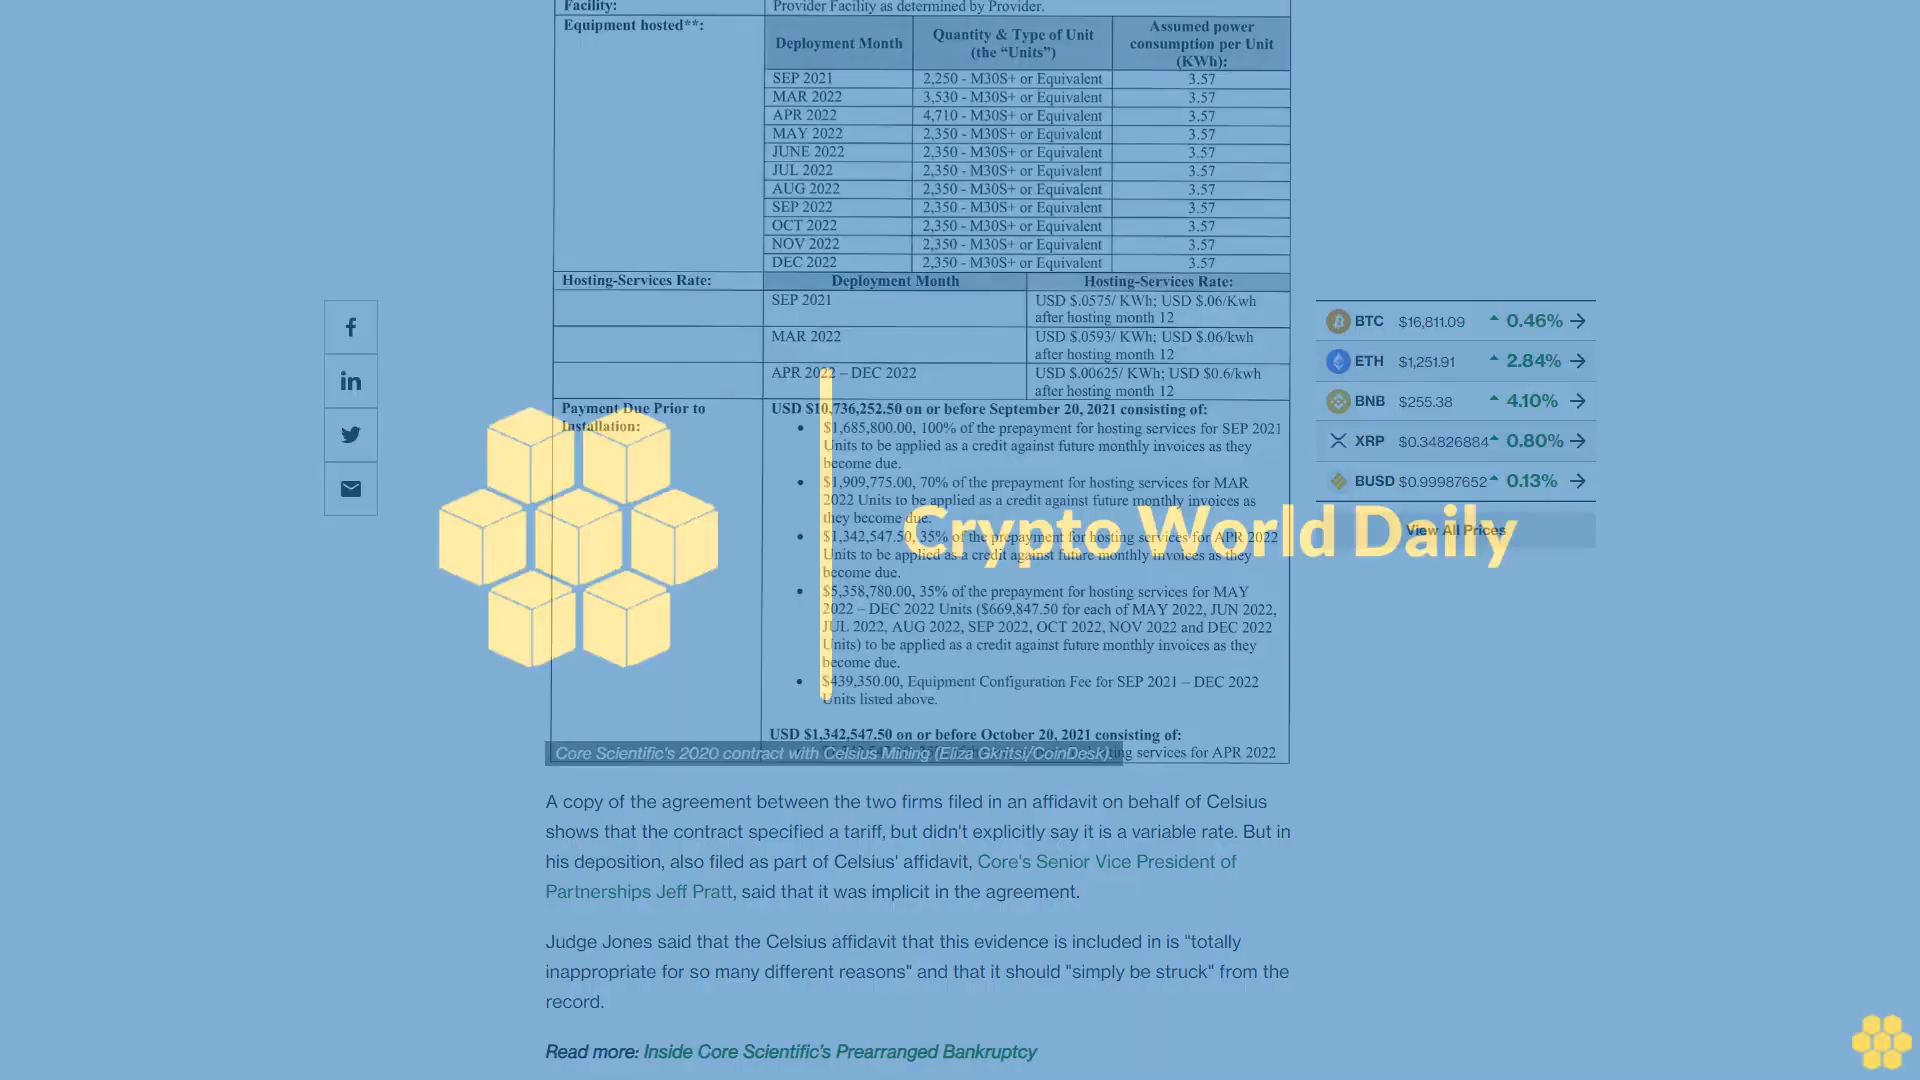 Facility: Provider Facility as determined by Provider.
Equipment hosted**:
Deployment Month Quantity & Type of Unit (the “Units”) Assumed power consumption per Unit (KWh):
SEP 2021 2,250 - M30S+ or Equivalent 3.57
MAR 2022 3,530 - M30S+ or Equivalent 3.57
APR 2022 4,710 - M30S+ or Equivalent 3.57
MAY 2022 2,350 - M30S+ or Equivalent 3.57
JUNE 2022 2,350 - M30S+ or Equivalent 3.57
JUL 2022 2,350 - M30S+ or Equivalent 3.57
AUG 2022 2,350 - M30S+ or Equivalent 3.57
SEP 2022 2,350 - M30S+ or Equivalent 3.57
OCT 2022 2,350 - M30S+ or Equivalent 3.57
NOV 2022 2,350 - M30S+ or Equivalent 3.57
DEC 2022 2,350 - M30S+ or Equivalent 3.57
Hosting-Services Rate: Deployment Month Hosting-Services Rate:
SEP 2021 USD $.0575/ KWh; USD $.06/Kwh
after hosting month 12
MAR 2022 USD $.0593/ KWh; USD $.06/kwh
after hosting month 12
APR 2022 – DEC 2022 USD $.00625/ KWh; USD $0.6/kwh
after hosting month 12
Payment Due Prior to
Installation:
USD $10,736,252.50 on or before September 20, 2021 consisting of:
• $1,685,800.00, 100% of the prepayment for hosting services for SEP 2021
Units to be applied as a credit against future monthly invoices as they
become due.
• $1,909,775.00, 70% of the prepayment for hosting services for MAR
2022 Units to be applied as a credit against future monthly invoices as
they become due.
• $1,342,547.50, 35% of the prepayment for hosting services for APR 2022
Units to be applied as a credit against future monthly invoices as they
become due.
• $5,358,780.00, 35% of the prepayment for hosting services for MAY
2022 – DEC 2022 Units ($669,847.50 for each of MAY 2022, JUN 2022,
JUL 2022, AUG 2022, SEP 2022, OCT 2022, NOV 2022 and DEC 2022
Units) to be applied as a credit against future monthly invoices as they
become due.
• $439,350.00, Equipment Configuration Fee for SEP 2021 – DEC 2022
Units listed above.
USD $1,342,547.50 on or before October 20, 2021 consisting of:
hosting services for APR 2022
Core Scientific's 2020 contract with Celsius Mining (Eliza Gkritsi/CoinDesk).
BTC $16,811.09 0.46%
ETH $1,251.91 2.84%
BNB $255.38 4.10%
XRP $0.34826884 0.80%
BUSD $0.99987652 0.13%
View All Prices
Crypto World Daily
A copy of the agreement between the two firms filed in an affidavit on behalf of Celsius
shows that the contract specified a tariff, but didn't explicitly say it is a variable rate. But in
his deposition, also filed as part of Celsius' affidavit, Core's Senior Vice President of
Partnerships Jeff Pratt, said that it was implicit in the agreement.
Judge Jones said that the Celsius affidavit that this evidence is included in is "totally
inappropriate for so many different reasons" and that it should "simply be struck" from the
record.
Read more: Inside Core Scientific's Prearranged Bankruptcy